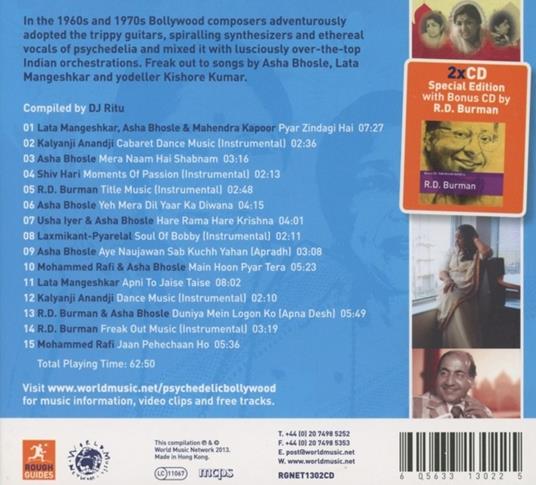 In the 1960s and 1970s Bollywood composers adventurously
adopted the trippy guitars, spiralling synthesizers and ethereal
vocals of psychedelia and mixed it with lusciously over-the-top
Indian orchestrations. Freak out to songs by Asha Bhosle, Lata
Mangeshkar and yodeller Kishore Kumar.
Compiled by DJ Ritu
01 Lata Mangeshkar, Asha Bhosle & Mahendra Kapoor Pyar Zindagi Hai 07:27
02 Kalyanji Anandji Cabaret Dance Music (Instrumental) 02:36
03 Asha Bhosle Mera Naam Hai Shabnam 03:16
04 Shiv Hari Moments Of Passion (Instrumental) 02:13
05 R.D. Burman Title Music (Instrumental) 02:48
06 Asha Bhosle Yeh Mera Dil Yaar Ka Diwana 04:15
07 Usha Iyer & Asha Bhosle Hare Rama Hare Krishna 04:01
08 Laxmikant-Pyarelal Soul Of Bobby (Instrumental) 02:11
09 Asha Bhosle Aye Naujawan Sab Kuchh Yahan (Apradh) 03:08
10 Mohammed Rafi & Asha Bhosle Main Hoon Pyar Tera 05:23
11 Lata Mangeshkar Apni To Jaise Taise 08:02
12 Kalyanji Anandji Dance Music (Instrumental) 02:10
13 R.D. Burman & Asha Bhosle Duniya Mein Logon Ko (Apna Desh) 05:49
14 R.D. Burman Freak Out Music (Instrumental) 03:19
15 Mohammed Rafi Jaan Pehechaan Ho 05:36
Total Playing Time: 62:50
Visit www.worldmusic.net/psychedelicbollywood
for music information, video clips and free tracks.
2xCD
Special Edition
with Bonus CD by
R.D. Burman
R.D. Burman
ROUGH
GUIDES
This compilation ℗ & ©
World Music Network 2013.
Made in Hong Kong.
LC 11067
mcps
T. +44 (0) 20 7498 5252
F. +44 (0) 20 7498 5353
E. post@worldmusic.net
W. www.worldmusic.net
RGNET1302CD
6 05633 13022 5